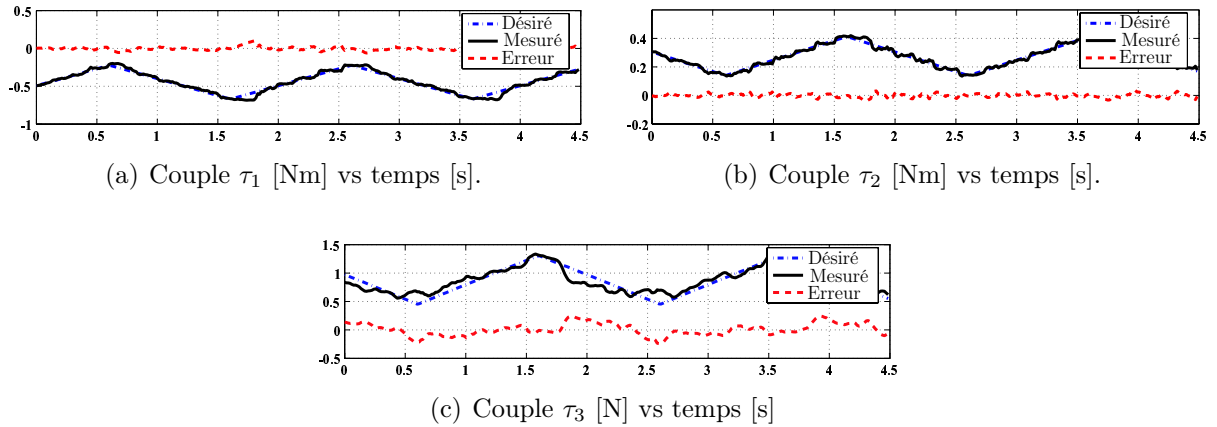 0.5
0
-0.5
-1
0 0.5 1 1.5 2 2.5 3 3.5 4 4.5
Désiré
Mesuré
Erreur
(a) Couple τ1 [Nm] vs temps [s].
0.4
0.2
0
-0.2
0 0.5 1 1.5 2 2.5 3 3.5 4 4.5
Désiré
Mesuré
Erreur
(b) Couple τ2 [Nm] vs temps [s].
1.5
1
0.5
0
-0.5
0 0.5 1 1.5 2 2.5 3 3.5 4 4.5
Désiré
Mesuré
Erreur
(c) Couple τ3 [N] vs temps [s]